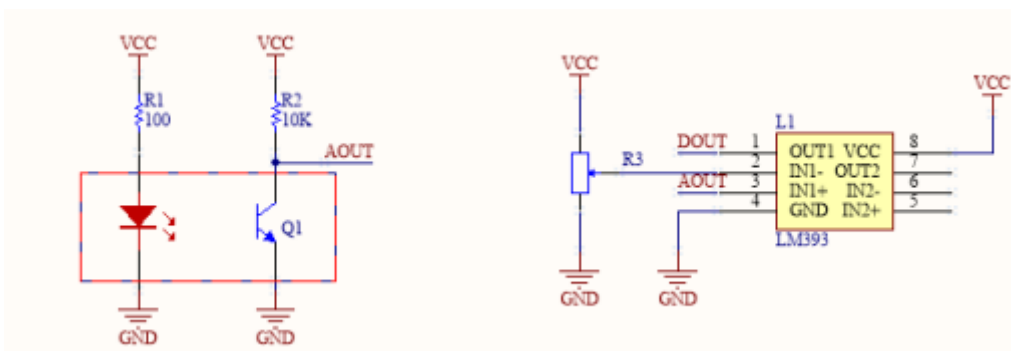 VCC
VCC
R1
100
R2
10K
AOUT
Q1
GND
GND
VCC
VCC
R3
L1
DOUT
1
OUT1
VCC
8
2
IN1-
OUT2
7
AOUT
3
IN1+
IN2-
6
4
GND
IN2+
5
LM393
GND
GND